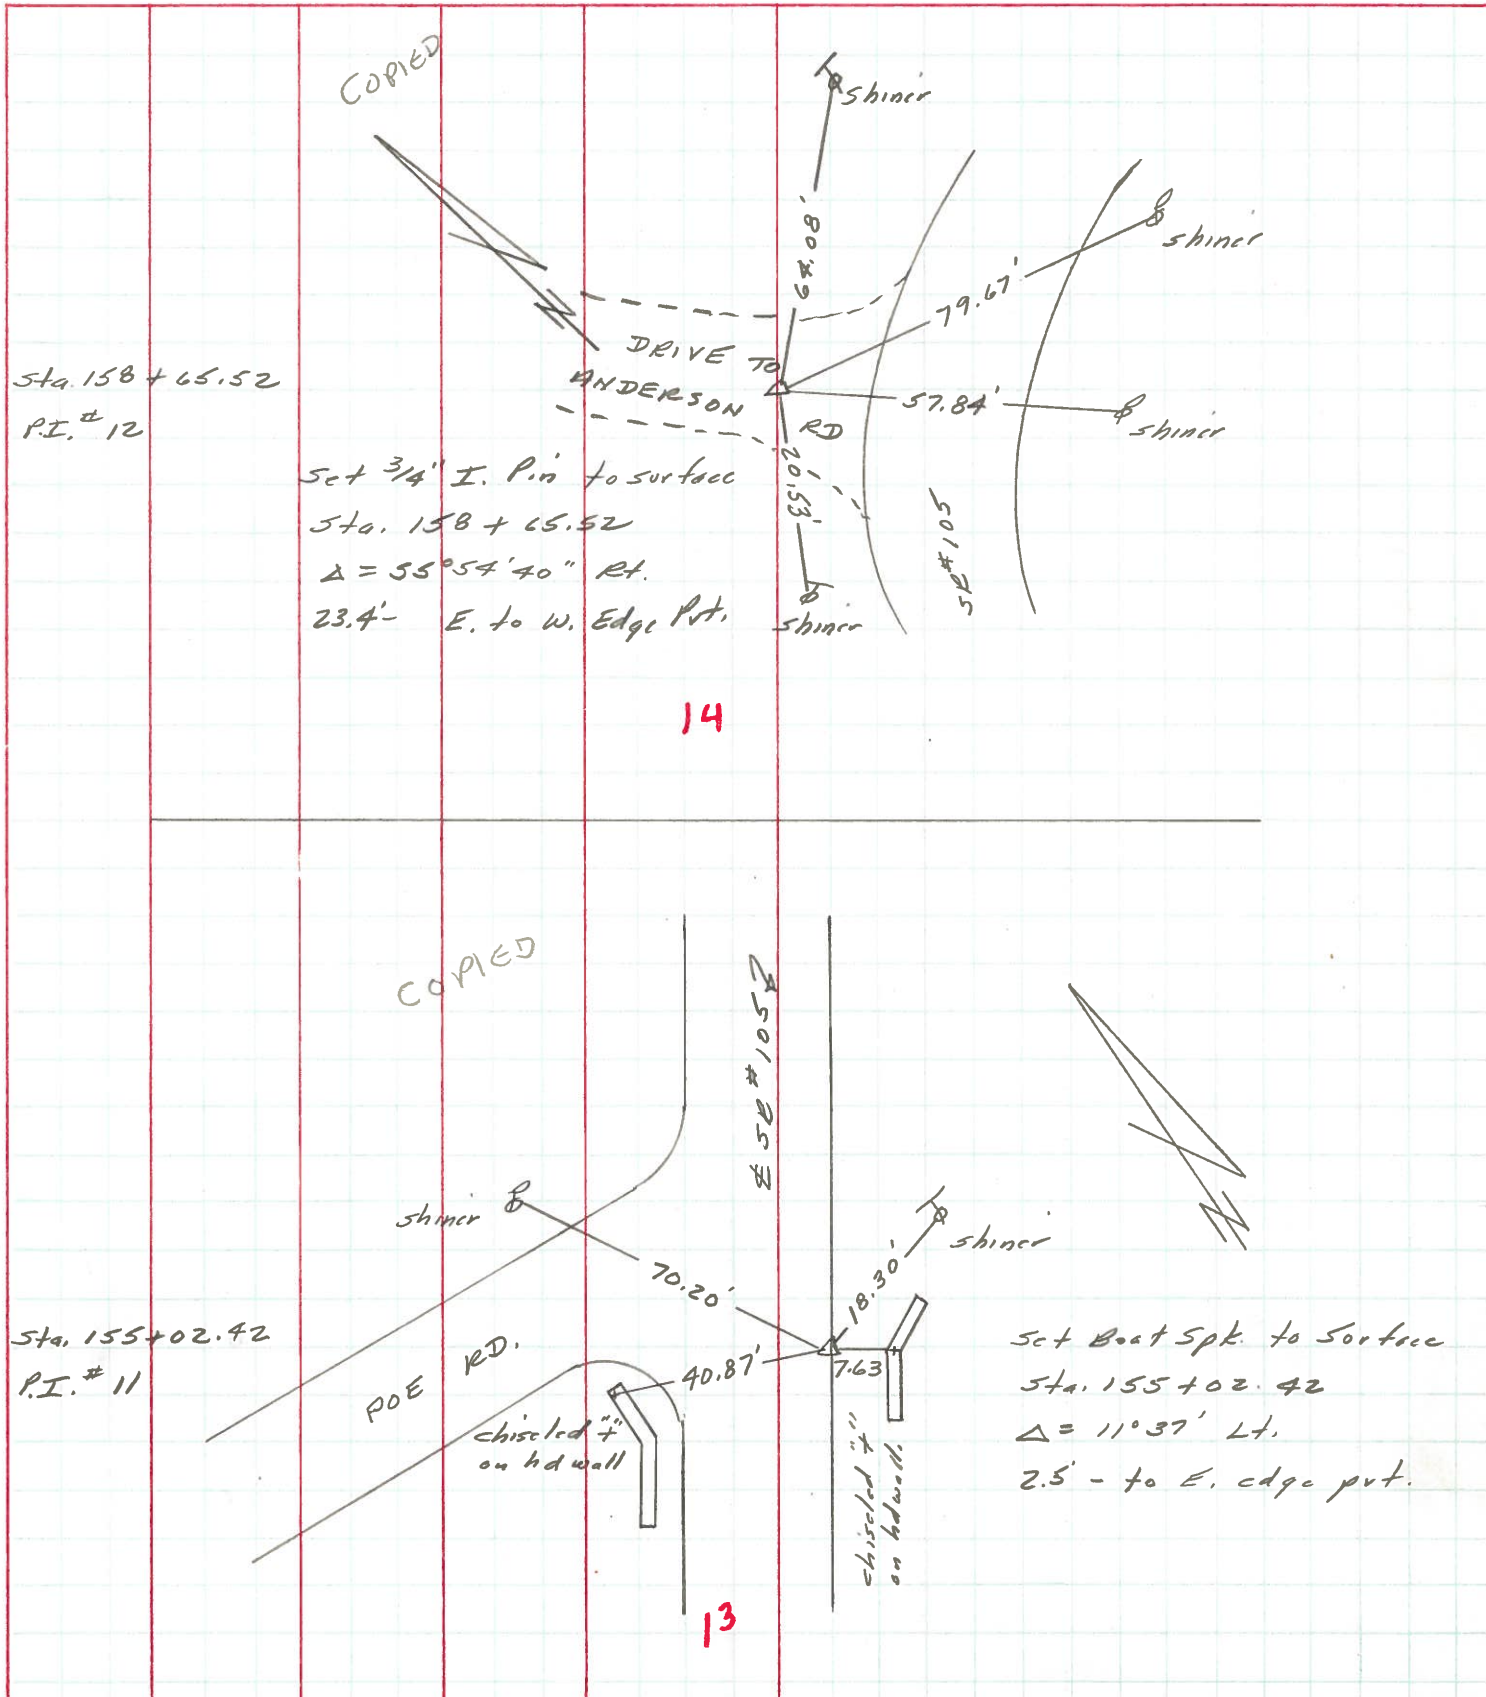 COPIED
shiner
shiner
64.08'
79.67'
DRIVE TO
ANDERSON
RD
57.84'
shiner
Sta. 158 + 65.52
P.I. # 12
20.53'
Set 3/4" I. Pin to surface
Sta. 158 + 65.52
Δ = 55° 54' 40" Rt.
23.4'- E. to W. Edge Pvt.
shiner
SR # 105
14
COPIED
SR # 105
shiner
shiner
70.20'
18.30'
Sta. 155+02.42
P.I. # 11
POE RD.
40.87'
7.63
chiseled "+"
on hdwall
chiseled "+"
on hdwall.
Set Boat Spk. to Surface
Sta. 155 + 02.42
Δ = 11° 37' Lt.
2.5' - to E. edge pvt.
13